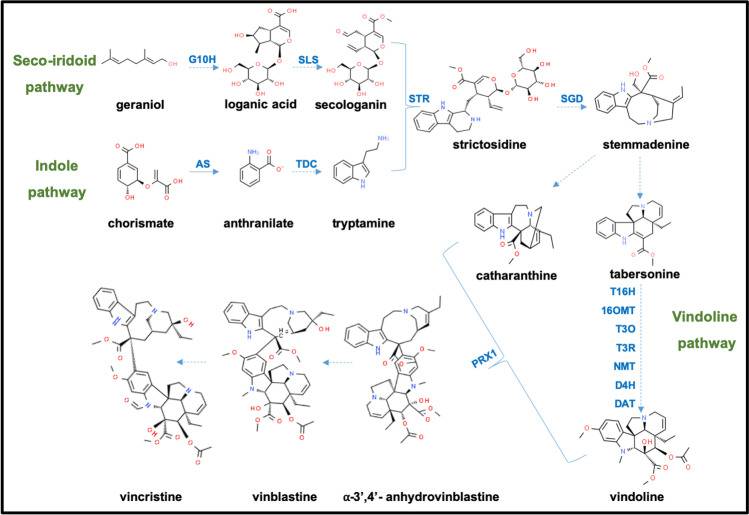 Seco-iridoid
pathway
G10H
SLS
geraniol
loganic acid
secologanin
STR
strictosidine
SGD
stemmadenine
Indole
pathway
AS
TDC
chorismate
anthranilate
tryptamine
catharanthine
tabersonine
T16H
16OMT
T3O
T3R
NMT
D4H
DAT
Vindoline
pathway
PRX1
vincristine
vinblastine
α-3’,4’- anhydrovinblastine
vindoline